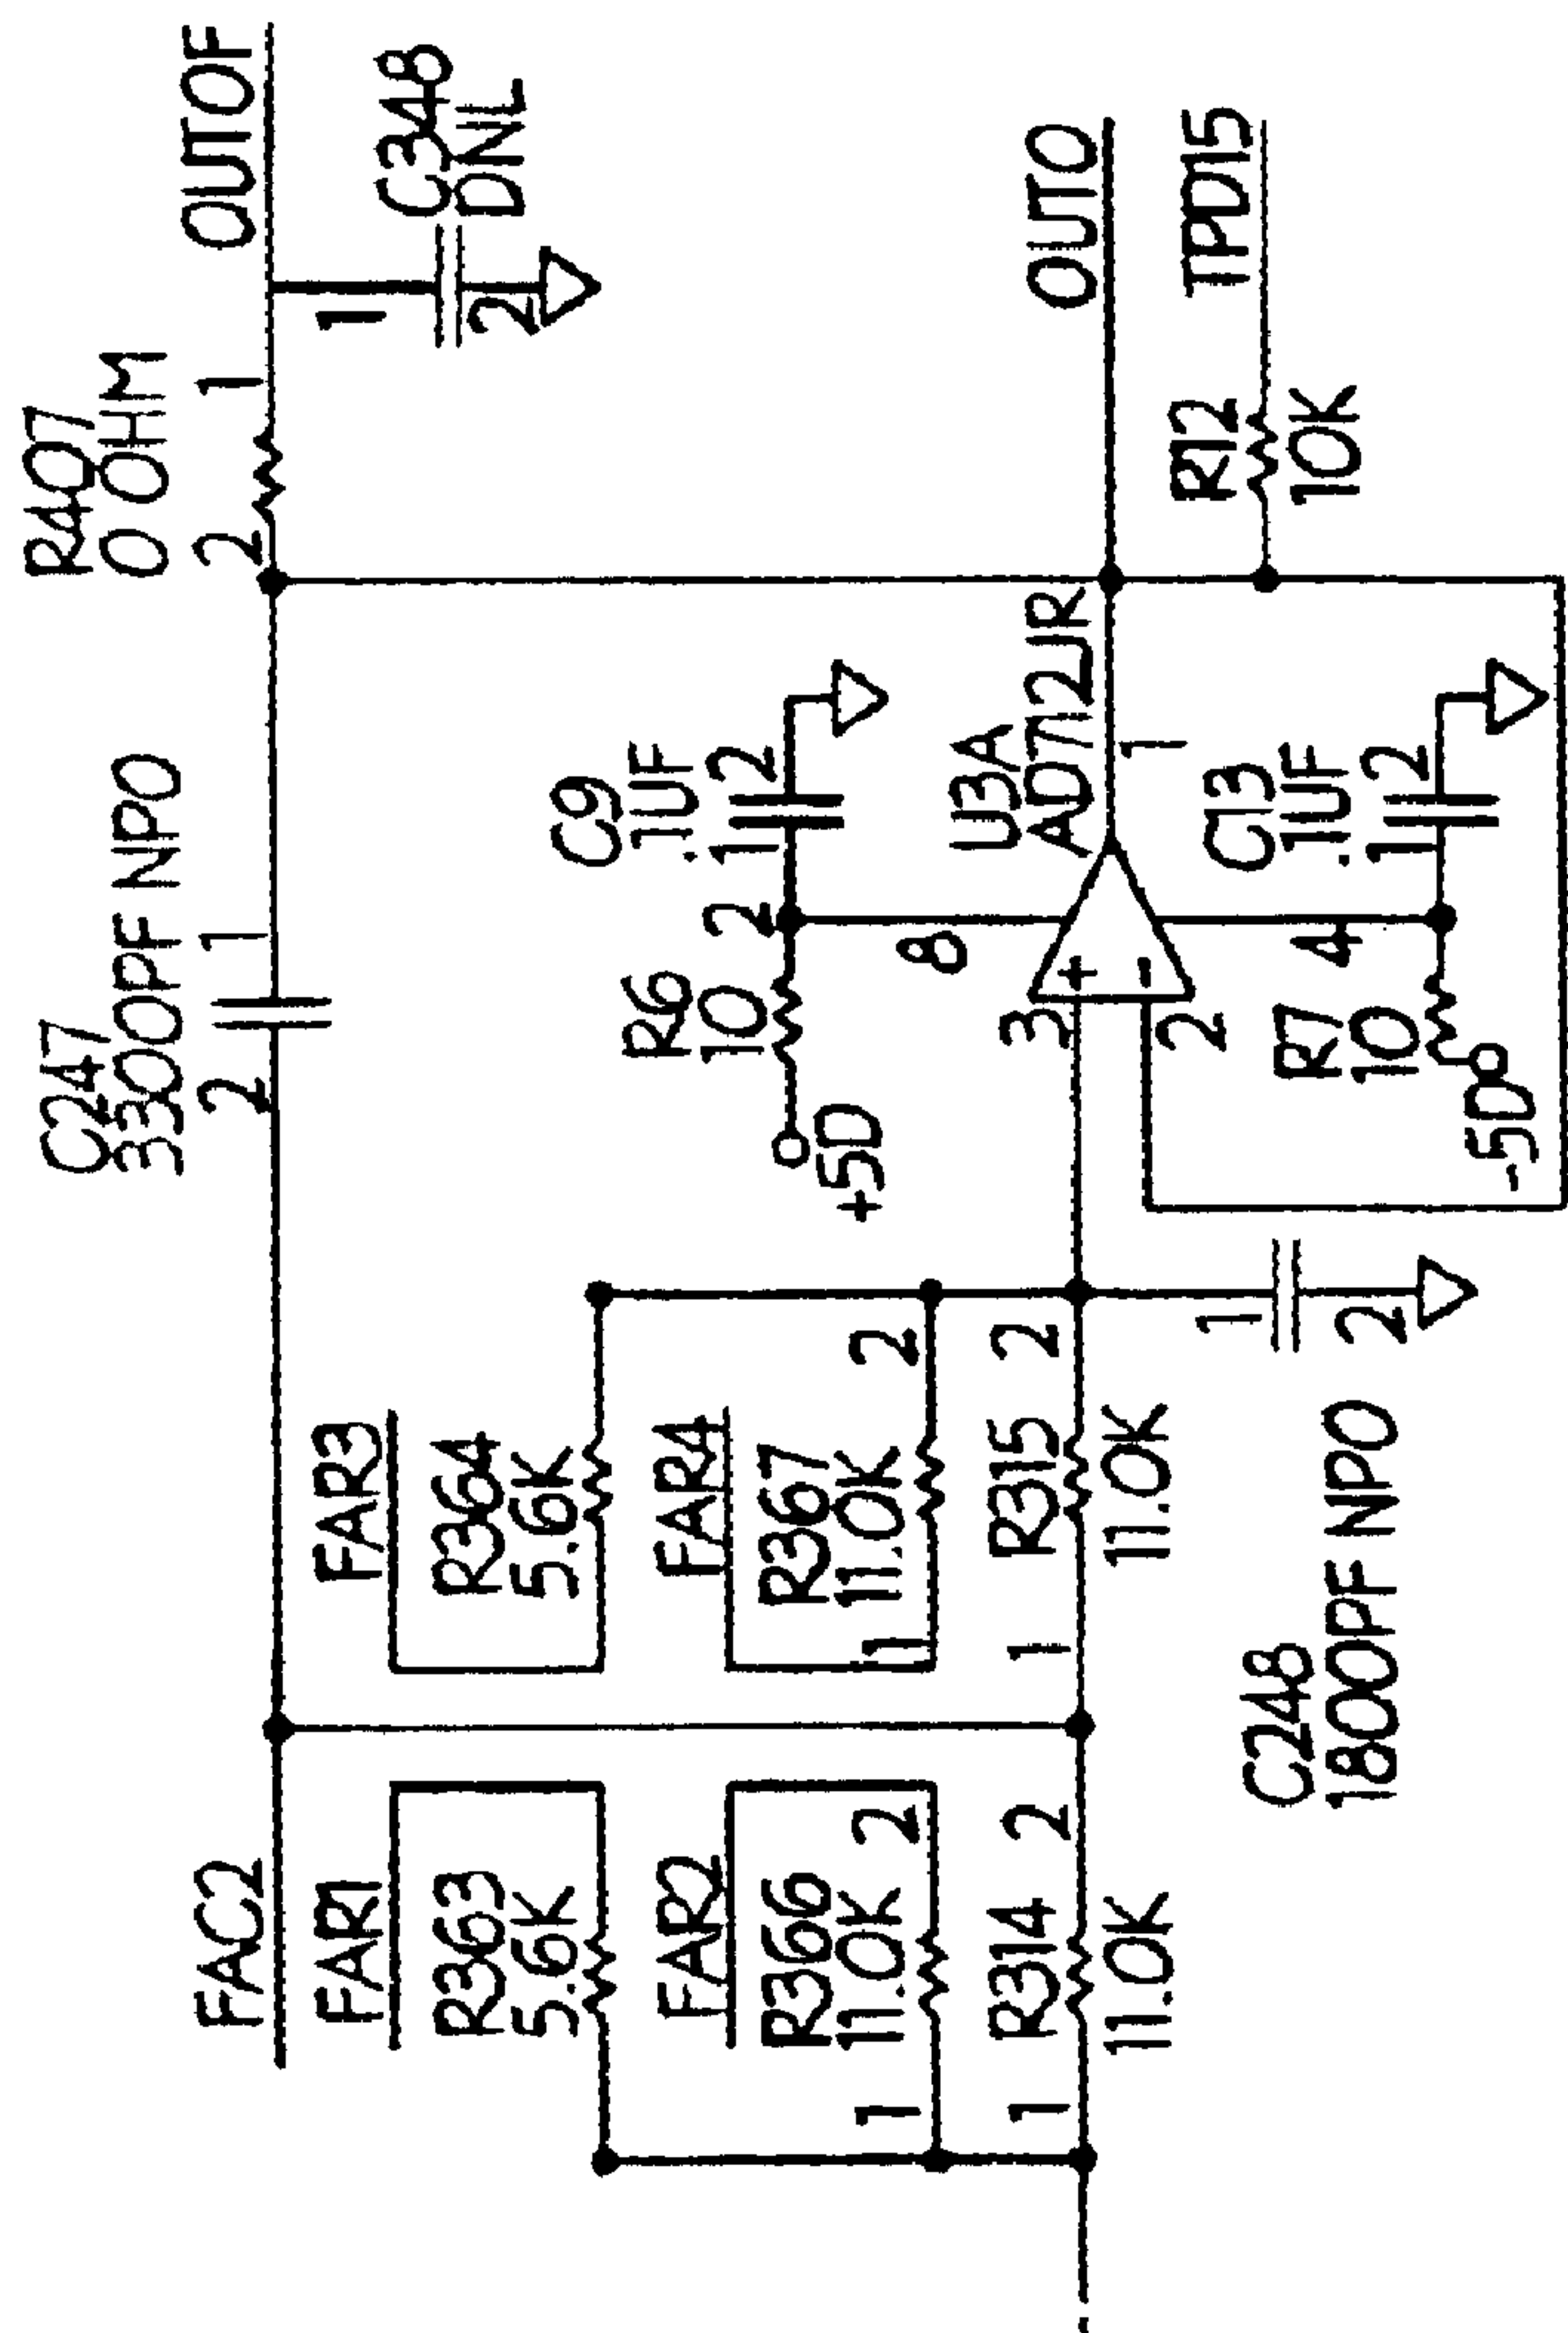 C247
3300PF NPO
2
1
R407
0 OHM
2
1
OUTOF
C348
DNL
1
2
FAC2
FAR1
R363
5.6K
FAR3
R364
5.6K
FAR2
R366
11.0K
1
2
FAR4
R367
11.0K
1
2
R314
11.0K
1
2
R315
11.0K
1
2
C248
1800PF NPO
1
2
+5D
R6
10
2
C9
.1UF
1
2
8
3
2
4
U3A
AD712JR
1
R7
10
-5D
C13
.1UF
1
2
OUTO
R12
10K
TPD15